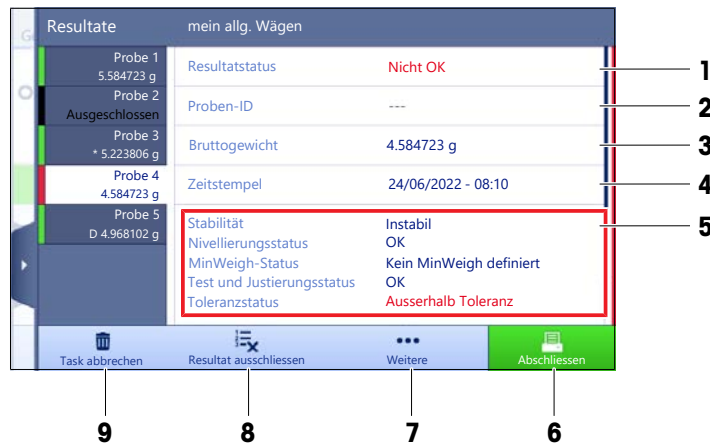 Resultate mein allg. Wägen
Probe 1
5.584723 g
Probe 2
Ausgeschlossen
Probe 3
* 5.223806 g
Probe 4
4.584723 g
Probe 5
D 4.968102 g
Resultatstatus Nicht OK
Proben-ID ---
Bruttogewicht 4.584723 g
Zeitstempel 24/06/2022 - 08:10
Stabilität Instabil
Nivellierungsstatus OK
MinWeigh-Status Kein MinWeigh definiert
Test und Justierungsstatus OK
Toleranzstatus Ausserhalb Toleranz
1
2
3
4
5
Task abbrechen Resultat ausschliessen Weitere Abschliessen
9 8 7 6